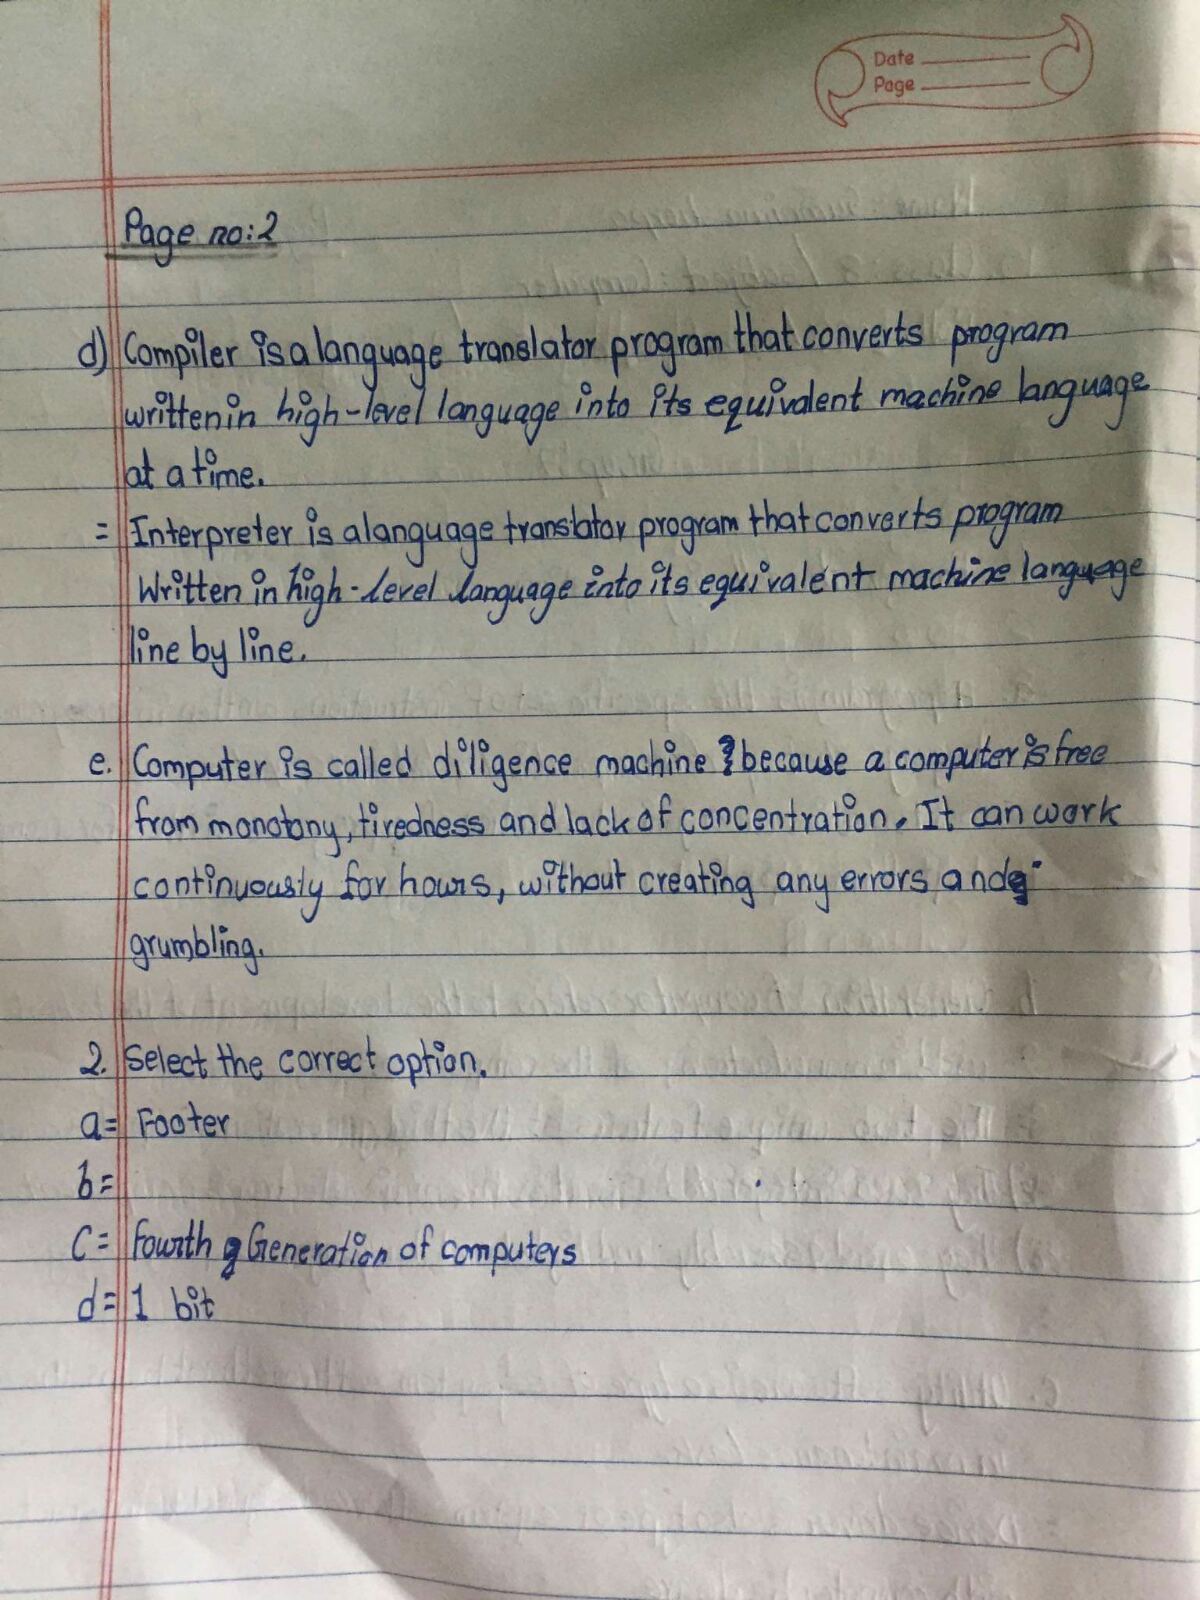 Date
Page
Page no:2
d) Compiler is a language translator program that converts program
written in high-level language into its equivalent machine language
at a time.
= Interpreter is a language translator program that converts program
Written in high-level language into its equivalent machine language
line by line.
e. Computer is called diligence machine because a computer is free
from monotony, tiredness and lack of concentration. It can work
continuously for hours, without creating any errors and
grumbling.
2. Select the correct option.
a= Footer
b=
C= Fourth Generation of computers
d= 1 bit